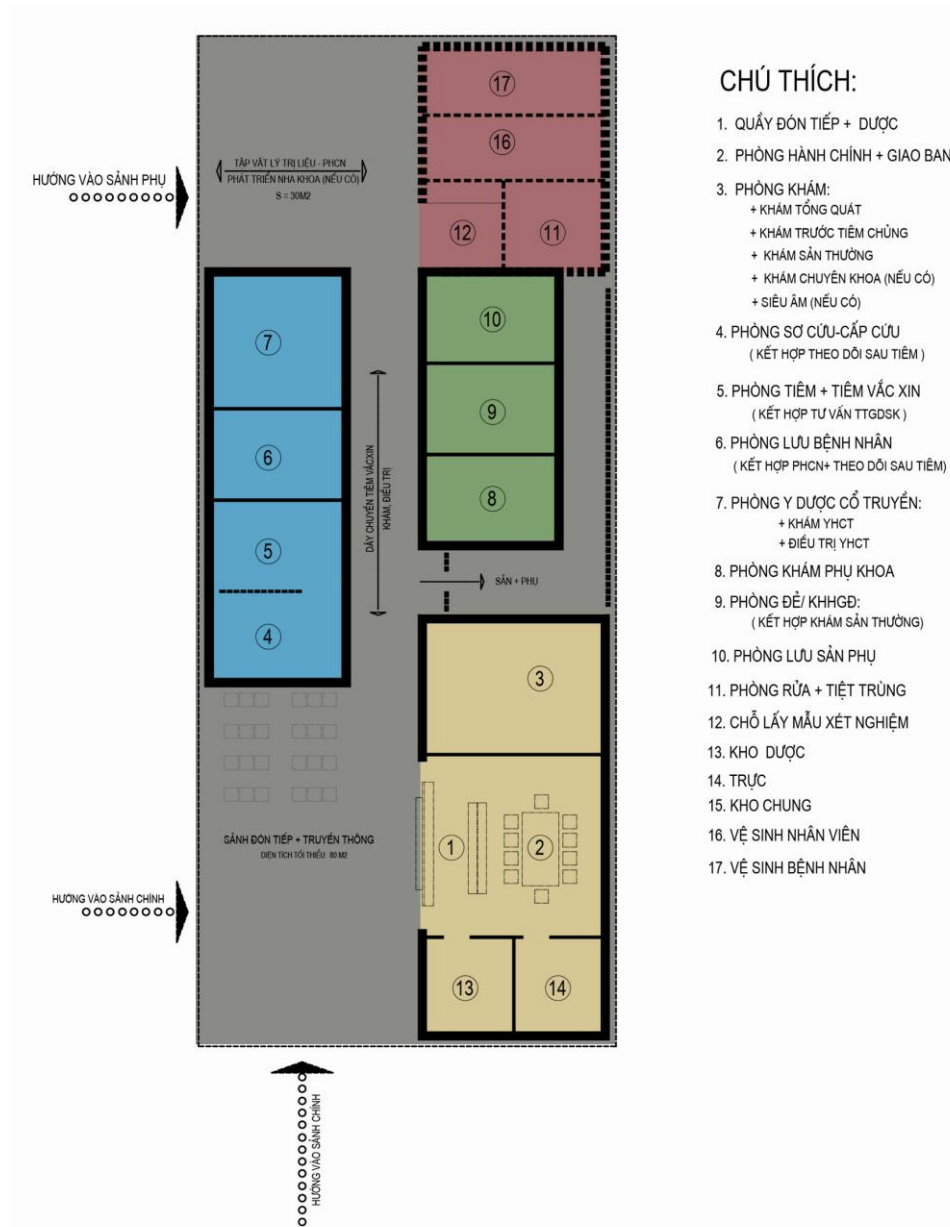 CHÚ THÍCH:
1. QUẦY ĐÓN TIẾP + DƯỢC
2. PHÒNG HÀNH CHÍNH + GIAO BAN
3. PHÒNG KHÁM:
+ KHÁM TỔNG QUÁT
+ KHÁM TRƯỚC TIÊM CHỦNG
+ KHÁM SẢN THƯỜNG
+ KHÁM CHUYÊN KHOA (NẾU CÓ)
+ SIÊU ÂM (NẾU CÓ)
4. PHÒNG SƠ CỨU-CẤP CỨU
( KẾT HỢP THEO DÕI SAU TIÊM )
5. PHÒNG TIÊM + TIÊM VẮC XIN
( KẾT HỢP TƯ VẤN TTGDSK )
6. PHÒNG LƯU BỆNH NHÂN
( KẾT HỢP PHCN+ THEO DÕI SAU TIÊM)
7. PHÒNG Y DƯỢC CỔ TRUYỀN:
+ KHÁM YHCT
+ ĐIỀU TRỊ YHCT
8. PHÒNG KHÁM PHỤ KHOA
9. PHÒNG ĐẺ/ KHHGĐ:
( KẾT HỢP KHÁM SẢN THƯỜNG)
10. PHÒNG LƯU SẢN PHỤ
11. PHÒNG RỬA + TIỆT TRÙNG
12. CHỖ LẤY MẪU XÉT NGHIỆM
13. KHO DƯỢC
14. TRỰC
15. KHO CHUNG
16. VỆ SINH NHÂN VIÊN
17. VỆ SINH BỆNH NHÂN
HƯỚNG VÀO SẢNH PHỤ
TẬP VẬT LÝ TRỊ LIỆU - PHCN
PHÁT TRIỂN NHA KHOA (NẾU CÓ)
S = 30M2
17
16
12
11
7
10
6
9
5
8
4
DÂY CHUYỀN TIÊM VẮCXIN
KHÁM, ĐIỀU TRỊ
SẢN + PHỤ
3
SẢNH ĐÓN TIẾP + TRUYỀN THÔNG
DIỆN TÍCH TỐI THIỂU: 80 M2
1
2
HƯỚNG VÀO SẢNH CHÍNH
13
14
HƯỚNG VÀO SẢNH CHÍNH